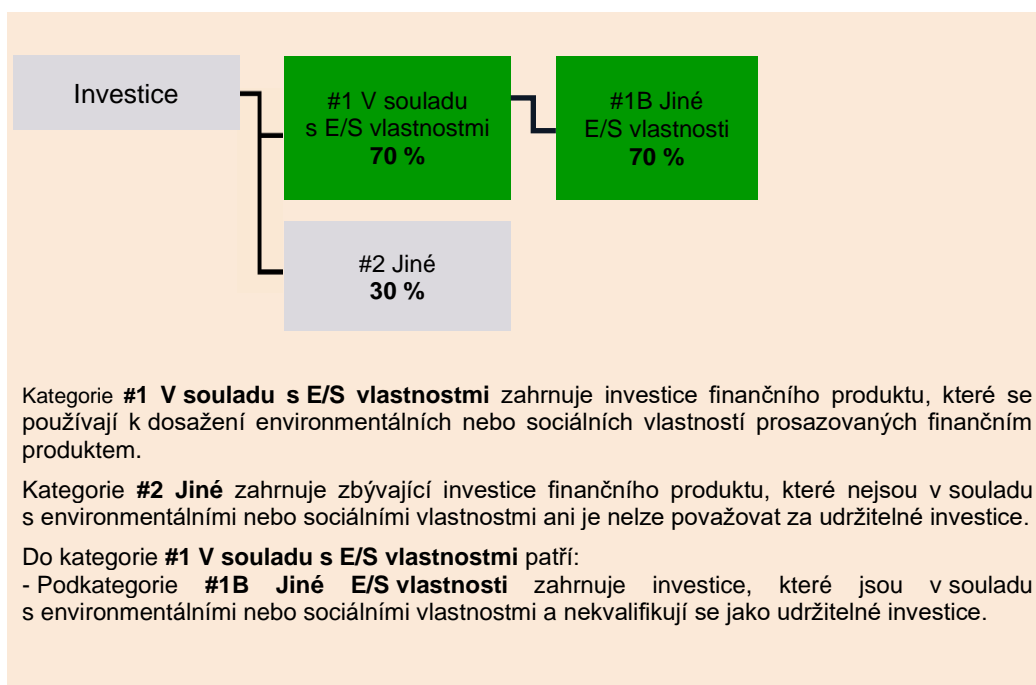 Investice
#1 V souladu
s E/S vlastnostmi
70 %
#1B Jiné
E/S vlastnosti
70 %
#2 Jiné
30 %
Kategorie #1 V souladu s E/S vlastnostmi zahrnuje investice finančního produktu, které se
používají k dosažení environmentálních nebo sociálních vlastností prosazovaných finančním
produktem.
Kategorie #2 Jiné zahrnuje zbývající investice finančního produktu, které nejsou v souladu
s environmentálními nebo sociálními vlastnostmi ani je nelze považovat za udržitelné investice.
Do kategorie #1 V souladu s E/S vlastnostmi patří:
- Podkategorie #1B Jiné E/S vlastnosti zahrnuje investice, které jsou v souladu
s environmentálními nebo sociálními vlastnostmi a nekvalifikují se jako udržitelné investice.